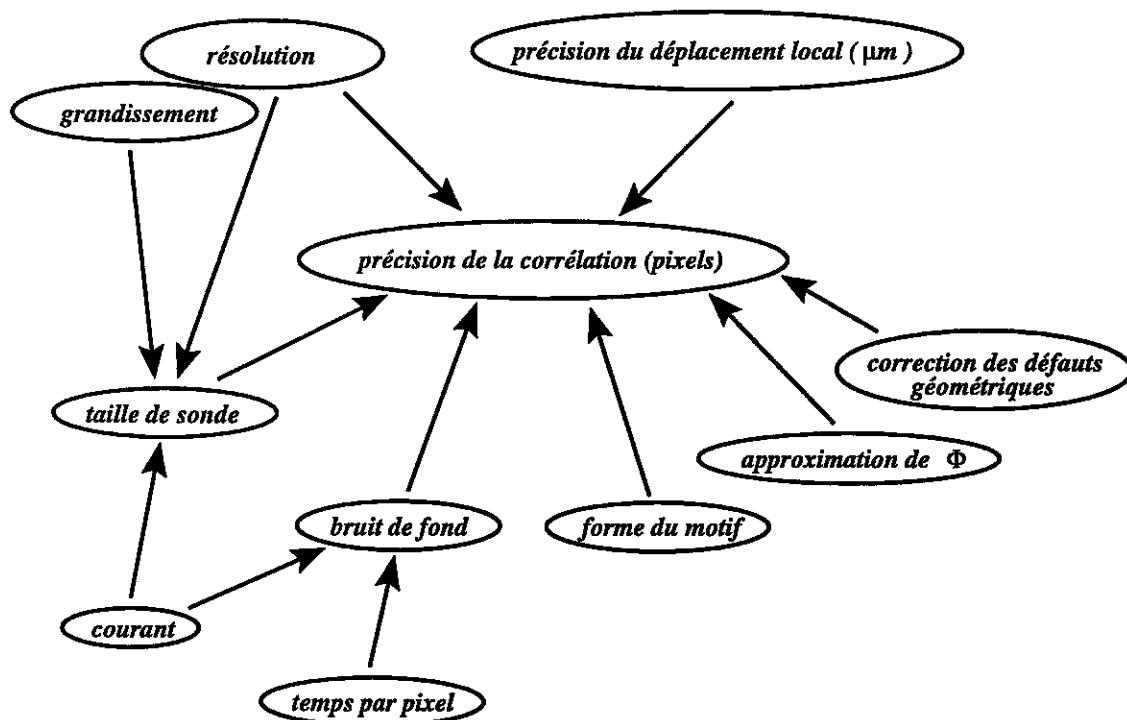 résolution
précision du déplacement local ( µm )
grandissement
précision de la corrélation (pixels)
correction des défauts
géométriques
taille de sonde
approximation de Φ
bruit de fond
forme du motif
courant
temps par pixel